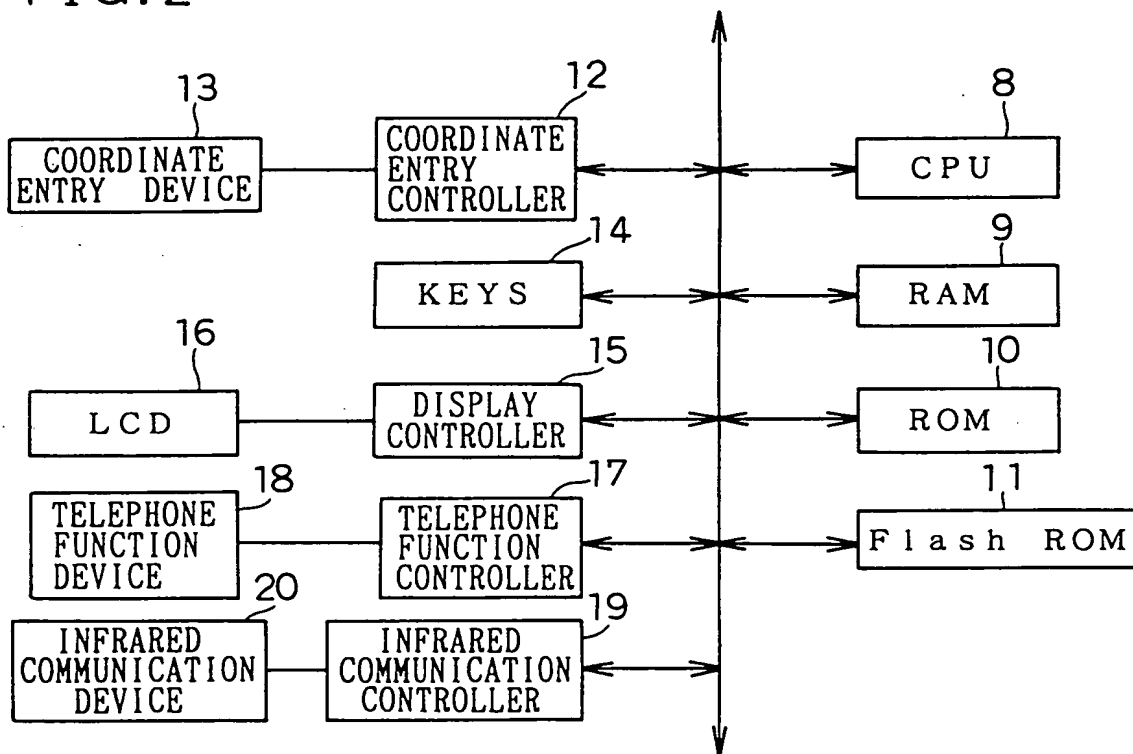 FIG.2
13
COORDINATE
ENTRY DEVICE
12
COORDINATE
ENTRY
CONTROLLER
8
CPU
14
KEYS
9
RAM
16
LCD
15
DISPLAY
CONTROLLER
10
ROM
18
TELEPHONE
FUNCTION
DEVICE
17
TELEPHONE
FUNCTION
CONTROLLER
11
Flash ROM
20
INFRARED
COMMUNICATION
DEVICE
19
INFRARED
COMMUNICATION
CONTROLLER